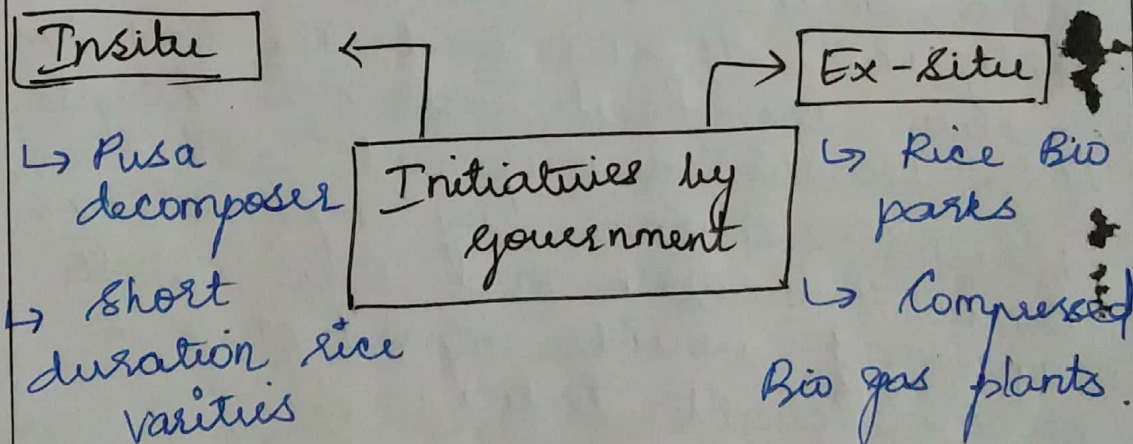 Insitu
Ex-situ
Initiatives by
government
↳ Pusa
decomposer
→ Short
duration rice
varities
↳ Rice Bio
parks
↳ Compressed
Bio gas plants.